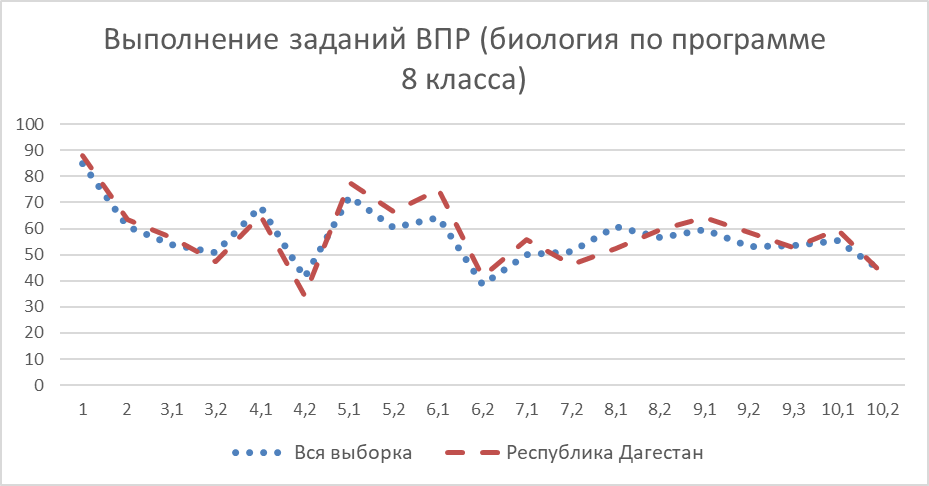 Выполнение заданий ВПР (биология по программе
8 класса)
100
90
80
70
60
50
40
30
20
10
0
1 2 3,1 3,2 4,1 4,2 5,1 5,2 6,1 6,2 7,1 7,2 8,1 8,2 9,1 9,2 9,3 10,1 10,2
Вся выборка Республика Дагестан